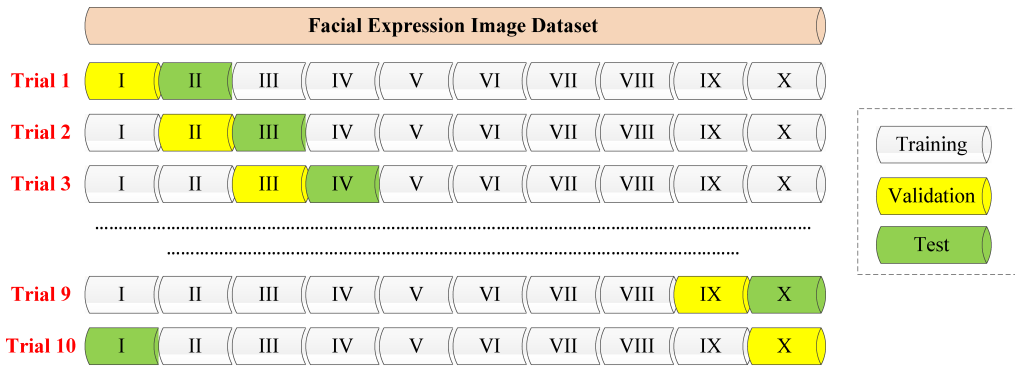 Facial Expression Image Dataset
Trial 1 I II III IV V VI VII VIII IX X
Trial 2 I II III IV V VI VII VIII IX X
Trial 3 I II III IV V VI VII VIII IX X
Trial 9 I II III IV V VI VII VIII IX X
Trial 10 I II III IV V VI VII VIII IX X
Training
Validation
Test